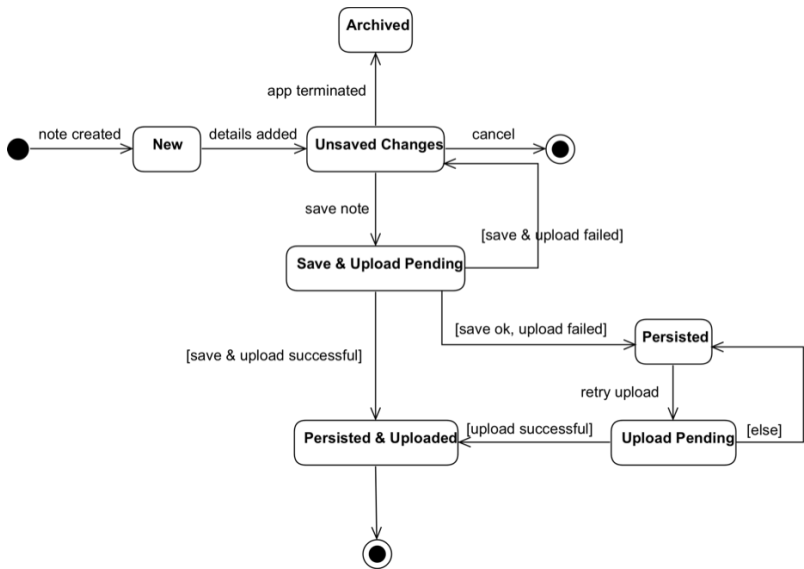 Archived
app terminated
note created
New
details added
Unsaved Changes
cancel
save note
[save & upload failed]
Save & Upload Pending
[save ok, upload failed]
Persisted
[save & upload successful]
retry upload
Persisted & Uploaded
[upload successful]
Upload Pending
[else]